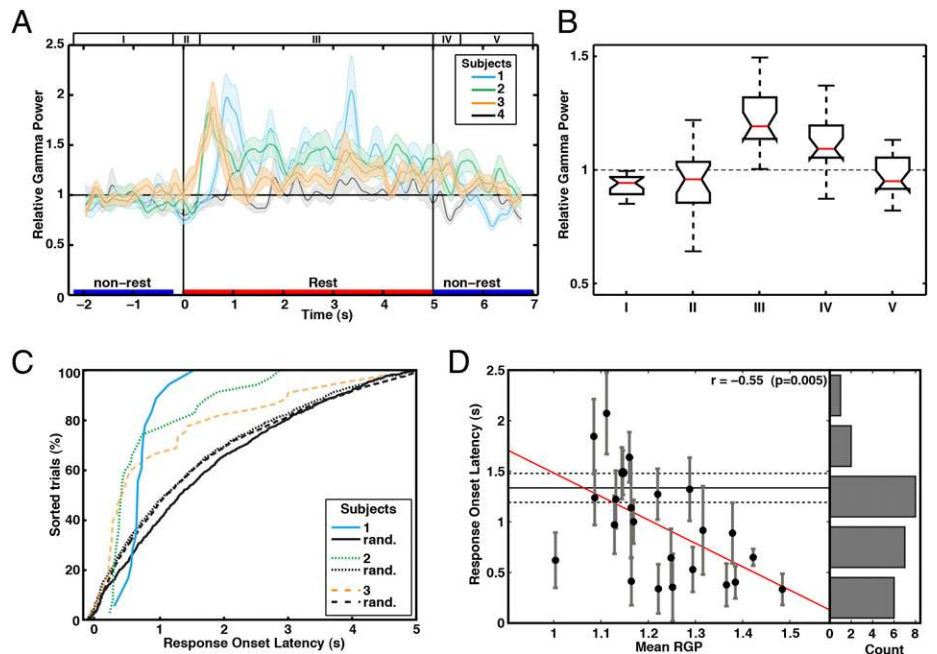 A
I II III IV V
2.5
2
1.5
1
0.5
0
Relative Gamma Power
Subjects
1
2
3
4
non-rest Rest non-rest
-2 -1 0 1 2 3 4 5 6 7
Time (s)
B
1.5
1
0.5
Relative Gamma Power
I II III IV V
C
100
80
60
40
20
0
Sorted trials (%)
Subjects
1
rand.
2
rand.
3
rand.
0 1 2 3 4 5
Response Onset Latency (s)
D
r = -0.55 (p=0.005)
2.5
2
1.5
1
0.5
0
Response Onset Latency (s)
1 1.1 1.2 1.3 1.4 1.5
Mean RGP
0 2 4 6 8
Count